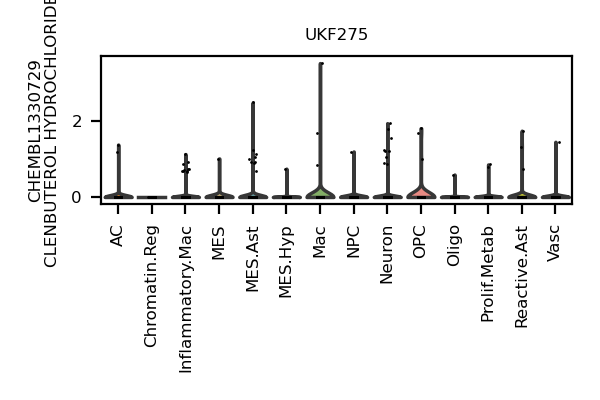 UKF275
CHEMBL1330729
CLENBUTEROL HYDROCHLORIDE
2
0
AC
Chromatin.Reg
Inflammatory.Mac
MES
MES.Ast
MES.Hyp
Mac
NPC
Neuron
OPC
Oligo
Prolif.Metab
Reactive.Ast
Vasc